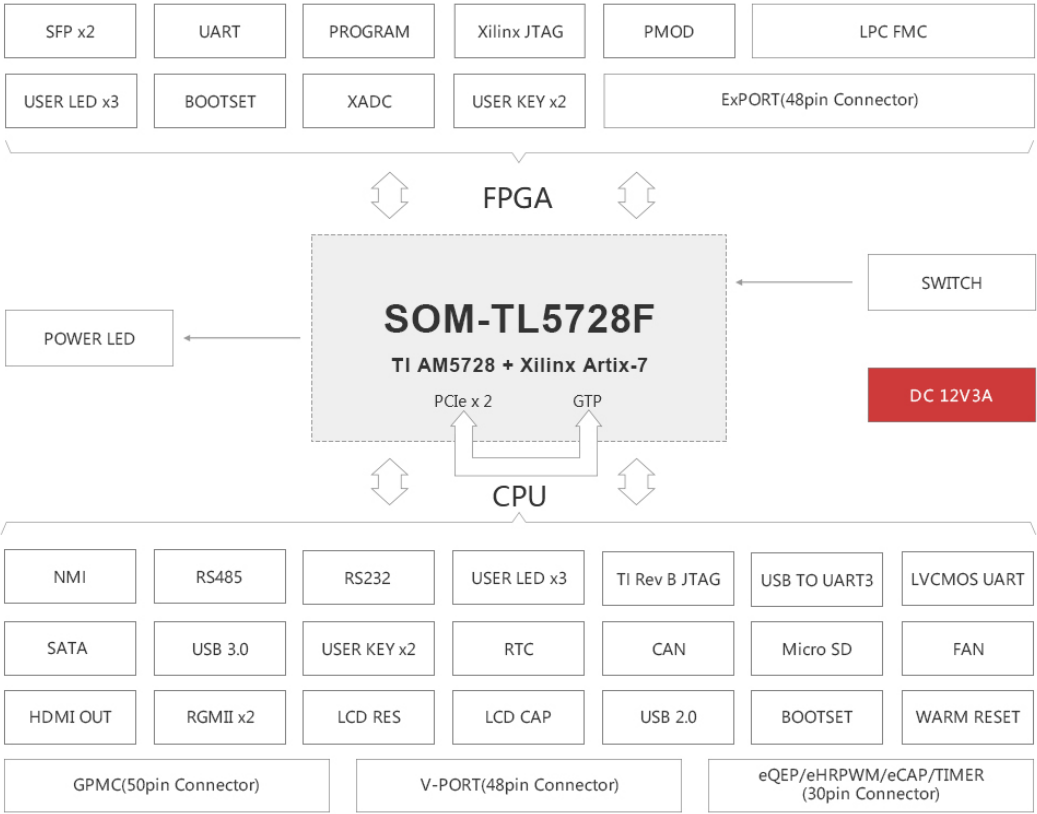 SFP x2
UART
PROGRAM
Xilinx JTAG
PMOD
LPC FMC
USER LED x3
BOOTSET
XADC
USER KEY x2
ExPORT(48pin Connector)
FPGA
SWITCH
SOM-TL5728F
POWER LED
TI AM5728 + Xilinx Artix-7
DC 12V3A
PCIe x 2
GTP
CPU
NMI
RS485
RS232
USER LED x3
TI Rev B JTAG
USB TO UART3
LVCMOS UART
SATA
USB 3.0
USER KEY x2
RTC
CAN
Micro SD
FAN
HDMI OUT
RGMII x2
LCD RES
LCD CAP
USB 2.0
BOOTSET
WARM RESET
GPMC(50pin Connector)
V-PORT(48pin Connector)
eQEP/eHRPWM/eCAP/TIMER
(30pin Connector)